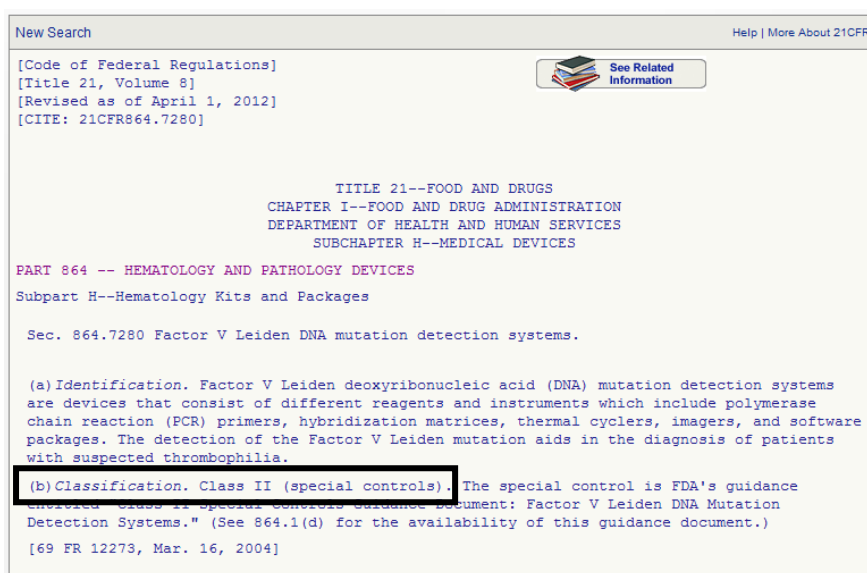 New Search
Help | More About 21CFR
[Code of Federal Regulations]
[Title 21, Volume 8]
[Revised as of April 1, 2012]
[CITE: 21CFR864.7280]
See Related
Information
TITLE 21--FOOD AND DRUGS
CHAPTER I--FOOD AND DRUG ADMINISTRATION
DEPARTMENT OF HEALTH AND HUMAN SERVICES
SUBCHAPTER H--MEDICAL DEVICES
PART 864 -- HEMATOLOGY AND PATHOLOGY DEVICES
Subpart H--Hematology Kits and Packages
Sec. 864.7280 Factor V Leiden DNA mutation detection systems.
(a) Identification. Factor V Leiden deoxyribonucleic acid (DNA) mutation detection systems
are devices that consist of different reagents and instruments which include polymerase
chain reaction (PCR) primers, hybridization matrices, thermal cyclers, imagers, and software
packages. The detection of the Factor V Leiden mutation aids in the diagnosis of patients
with suspected thrombophilia.
(b) Classification. Class II (special controls). The special control is FDA's guidance
entitled "Class II Special Controls Guidance Document: Factor V Leiden DNA Mutation
Detection Systems." (See 864.1(d) for the availability of this guidance document.)
[69 FR 12273, Mar. 16, 2004]